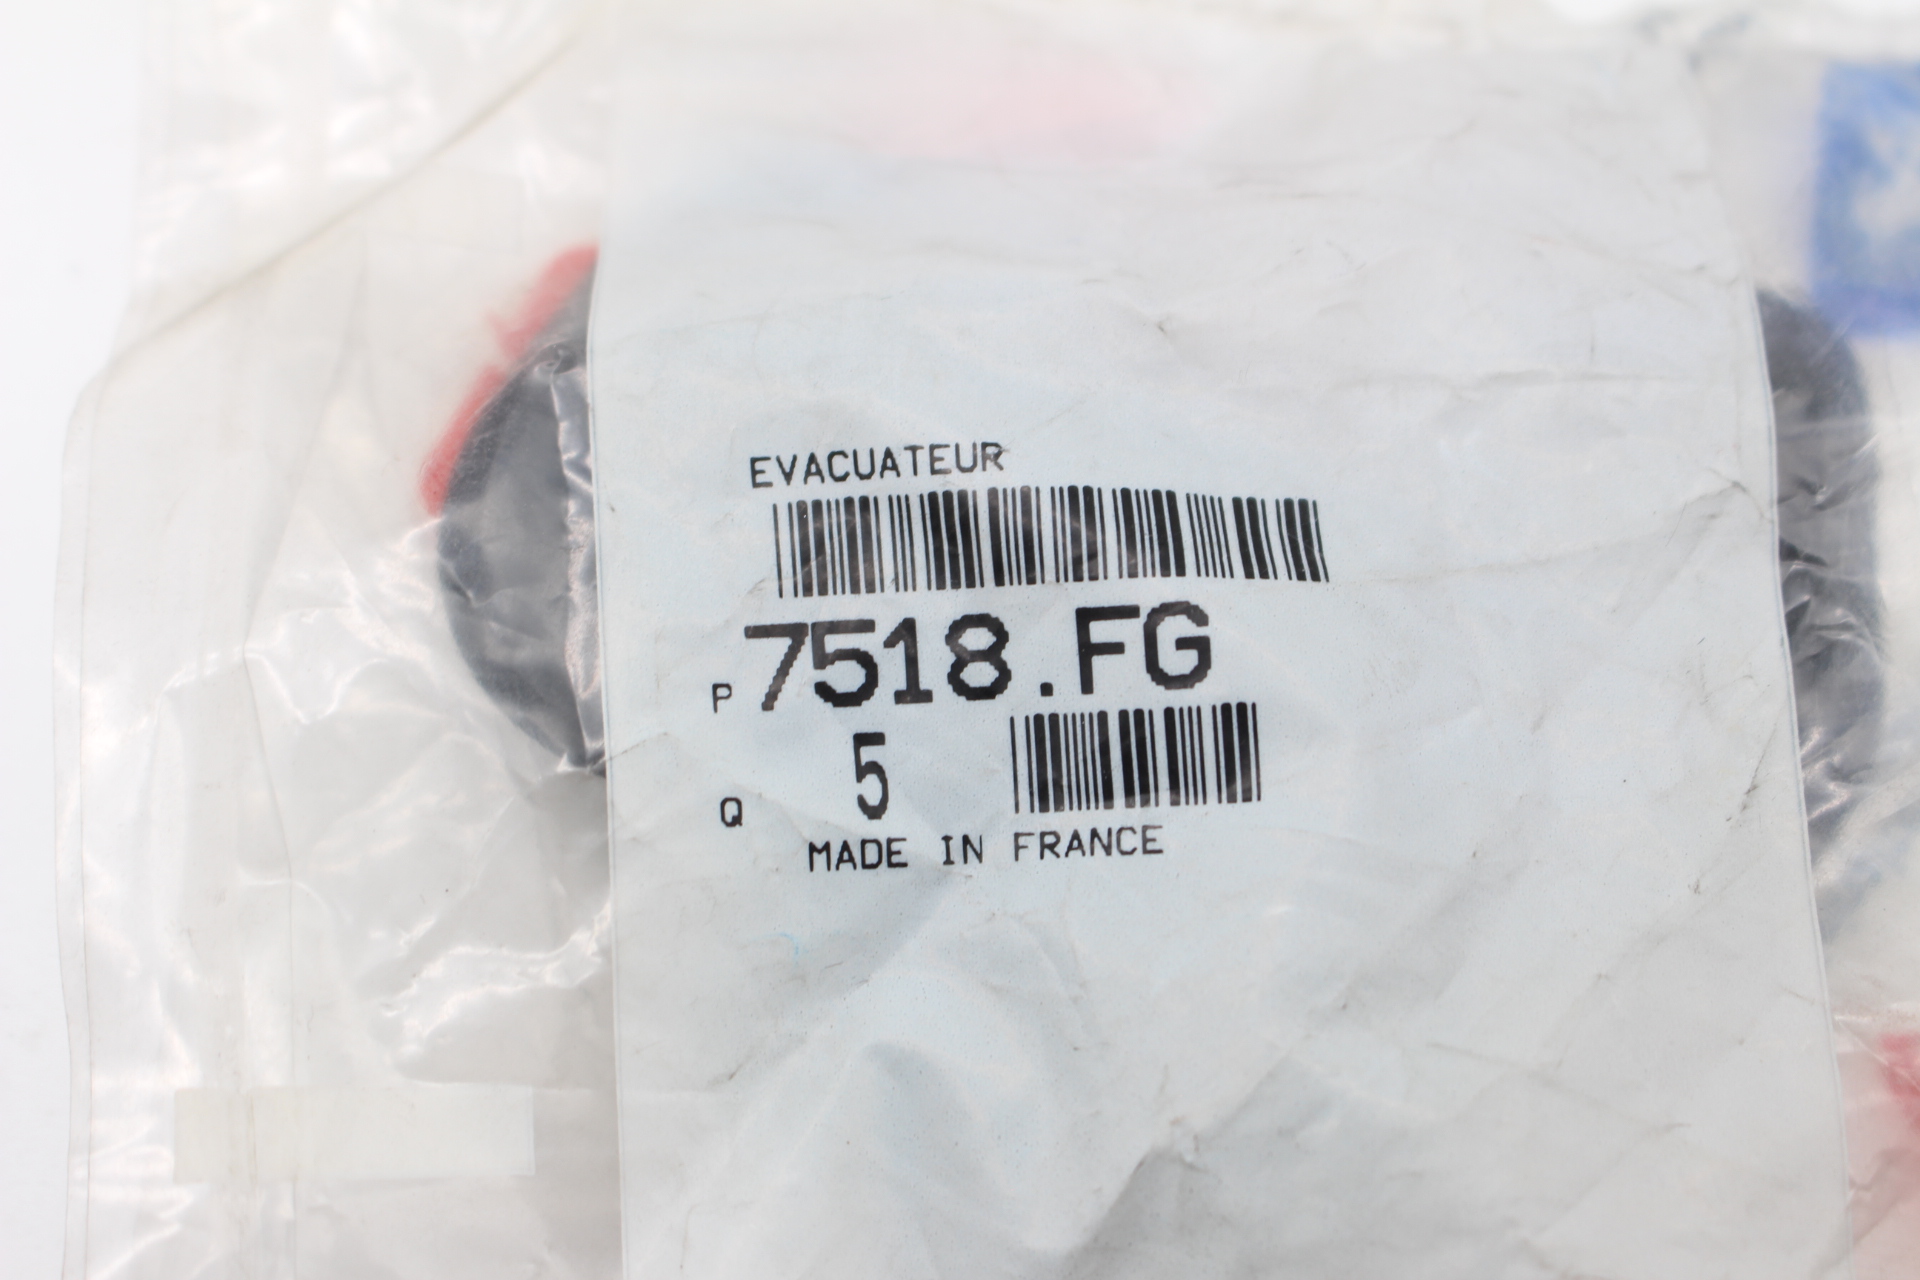 EVACUATEUR
P 7518.FG
Q 5
MADE IN FRANCE